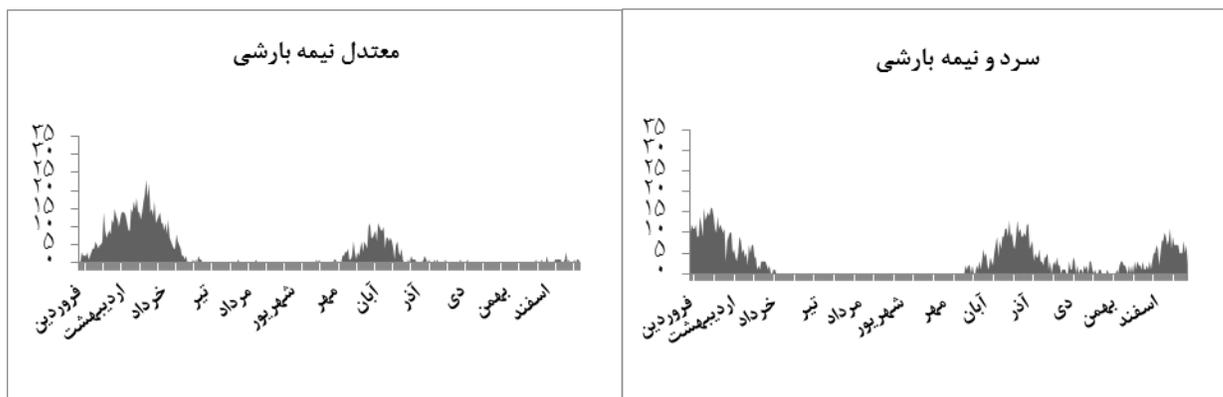 معتدل نیمه بارشی
۳۵
۳۰
۲۵
۲۰
۱۵
۱۰
۵
۰
فروردین
اردیبهشت
خرداد
تیر
مرداد
شهریور
مهر
آبان
آذر
دی
بهمن
اسفند
سرد و نیمه بارشی
۳۵
۳۰
۲۵
۲۰
۱۵
۱۰
۵
۰
فروردین
اردیبهشت
خرداد
تیر
مرداد
شهریور
مهر
آبان
آذر
دی
بهمن
اسفند